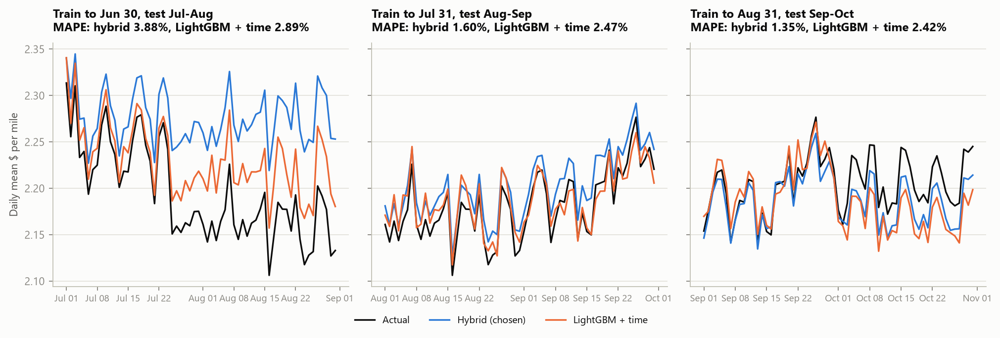 Train to Jun 30, test Jul-Aug
MAPE: hybrid 3.88%, LightGBM + time 2.89%
Train to Jul 31, test Aug-Sep
MAPE: hybrid 1.60%, LightGBM + time 2.47%
Train to Aug 31, test Sep-Oct
MAPE: hybrid 1.35%, LightGBM + time 2.42%
Daily mean $ per mile
2.35
2.30
2.25
2.20
2.15
2.10
Jul 01 Jul 08 Jul 15 Jul 22 Aug 01 Aug 08 Aug 15 Aug 22 Sep 01
Aug 01 Aug 08 Aug 15 Aug 22 Sep 01 Sep 08 Sep 15 Sep 22 Oct 01
Sep 01 Sep 08 Sep 15 Sep 22 Oct 01 Oct 08 Oct 15 Oct 22 Nov 01
Actual Hybrid (chosen) LightGBM + time